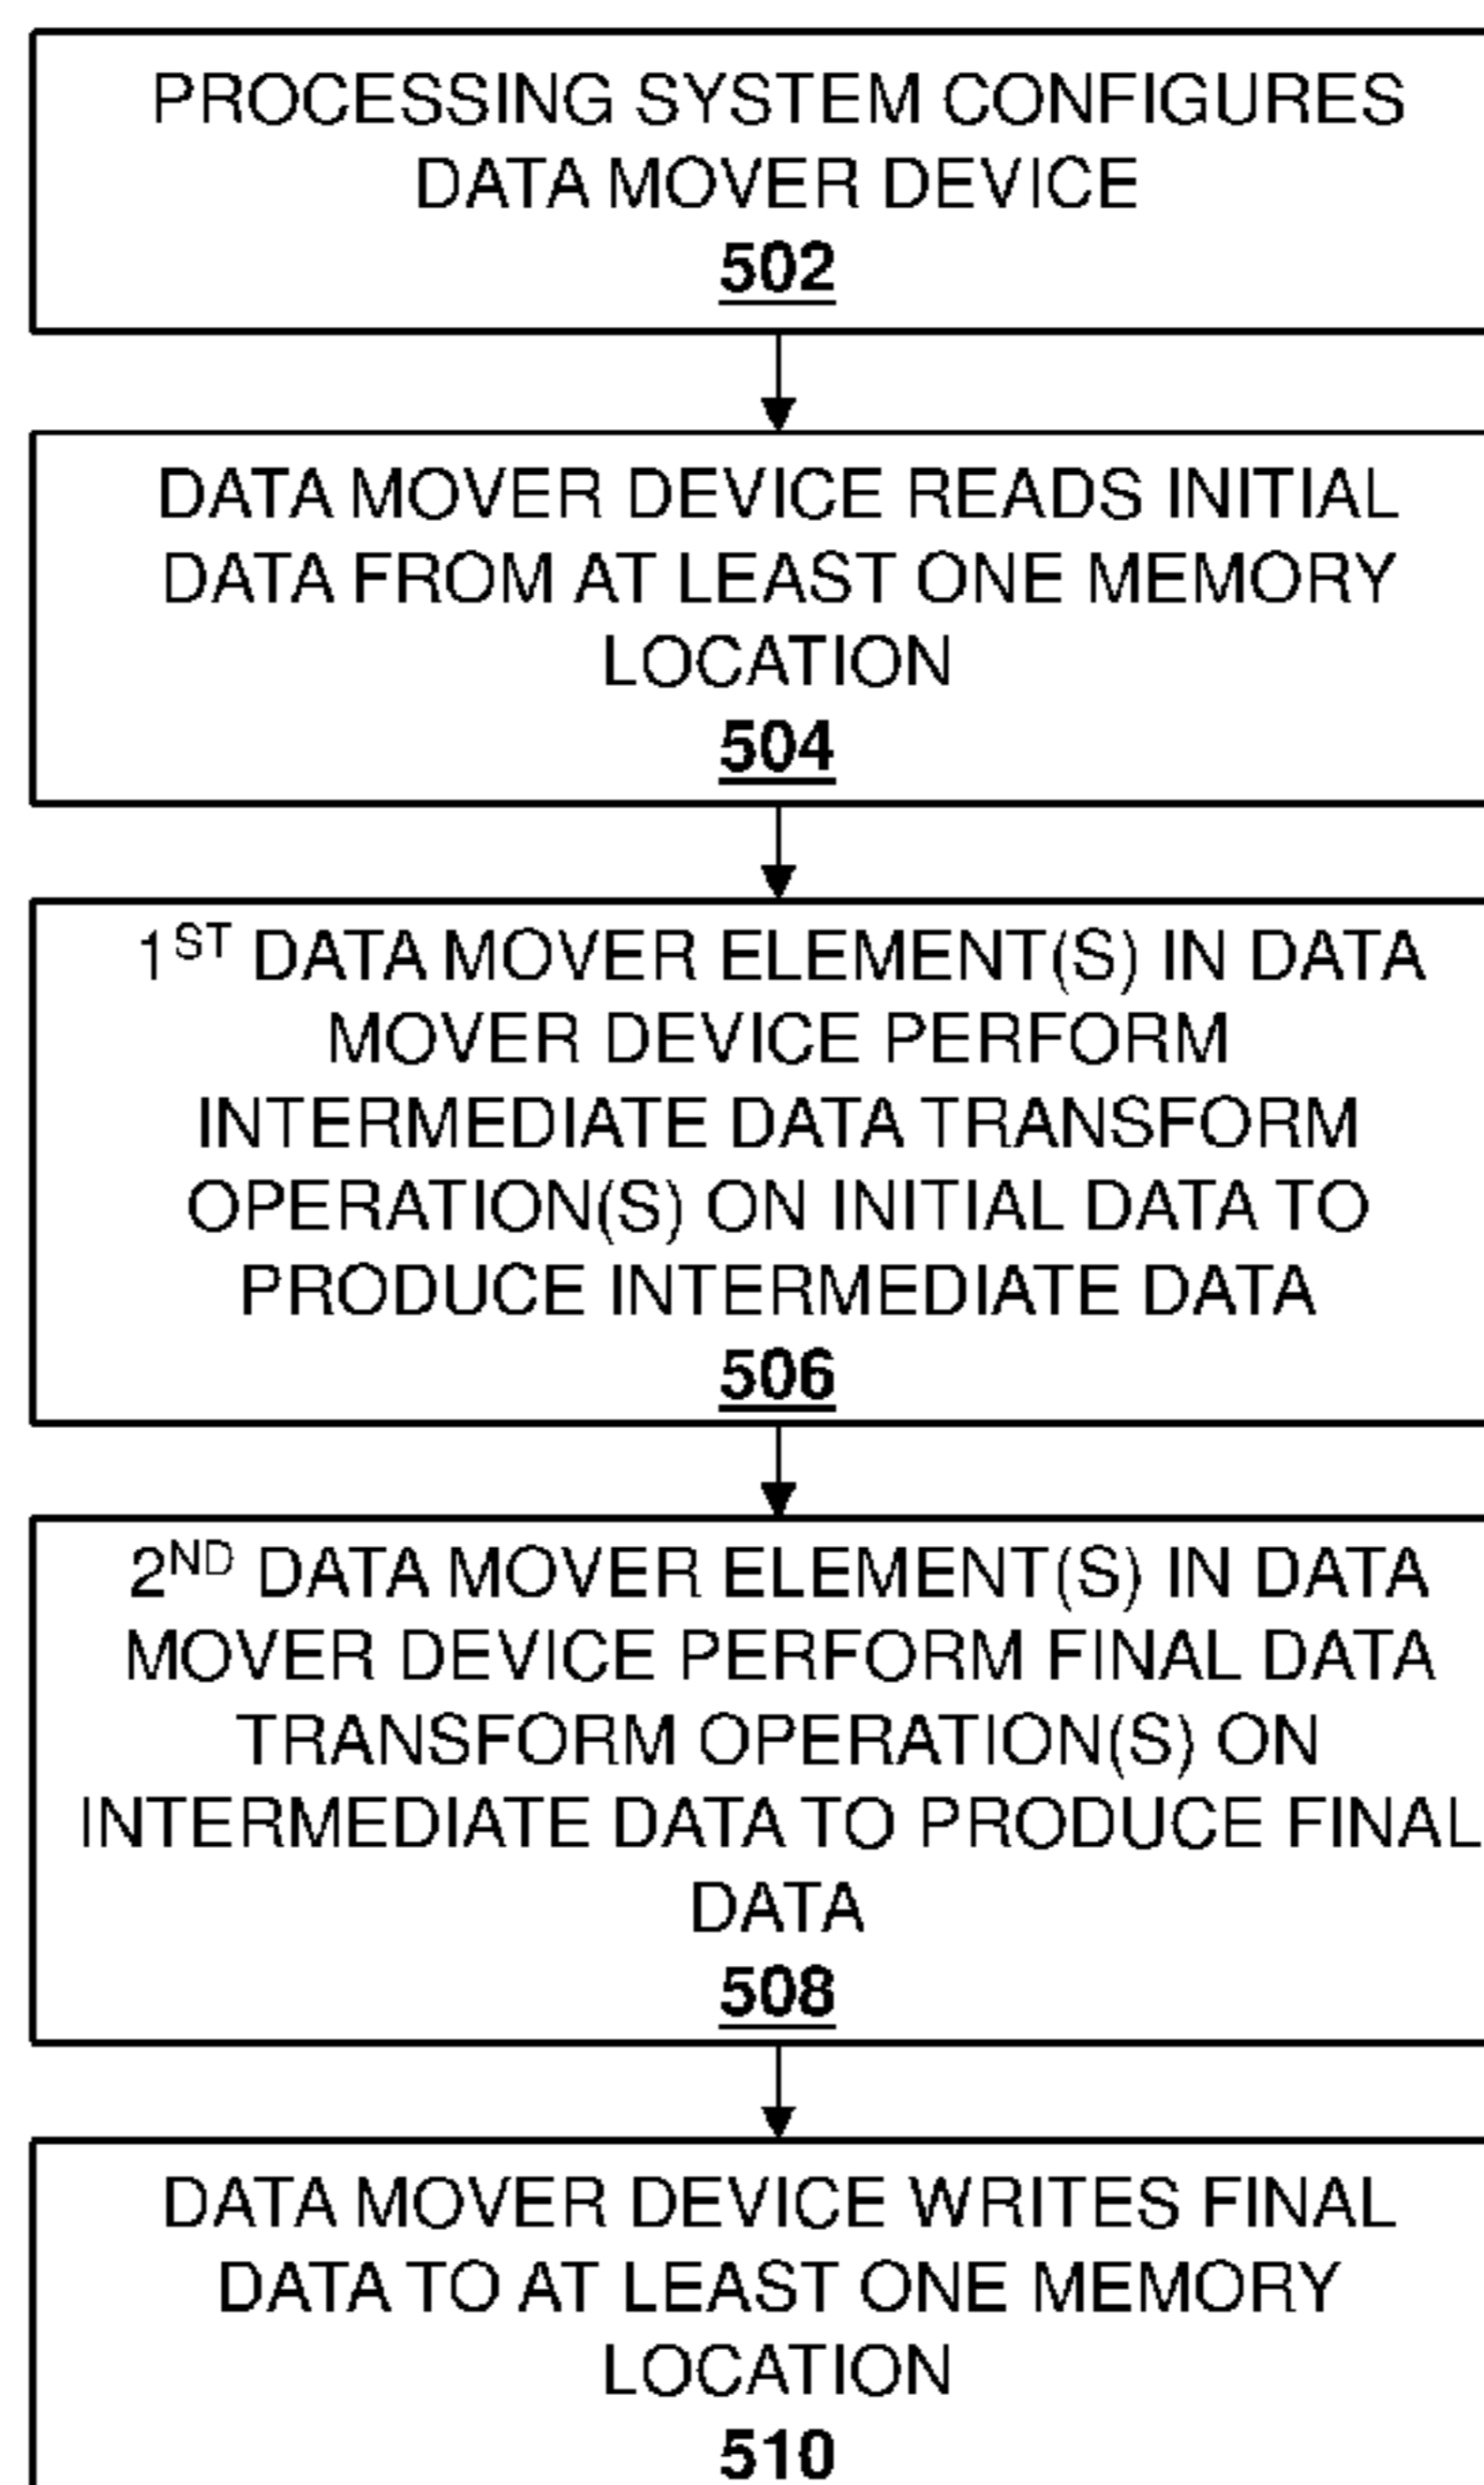 PROCESSING SYSTEM CONFIGURES
DATA MOVER DEVICE
502
DATA MOVER DEVICE READS INITIAL
DATA FROM AT LEAST ONE MEMORY
LOCATION
504
1ST DATA MOVER ELEMENT(S) IN DATA
MOVER DEVICE PERFORM
INTERMEDIATE DATA TRANSFORM
OPERATION(S) ON INITIAL DATA TO
PRODUCE INTERMEDIATE DATA
506
2ND DATA MOVER ELEMENT(S) IN DATA
MOVER DEVICE PERFORM FINAL DATA
TRANSFORM OPERATION(S) ON
INTERMEDIATE DATA TO PRODUCE FINAL
DATA
508
DATA MOVER DEVICE WRITES FINAL
DATA TO AT LEAST ONE MEMORY
LOCATION
510